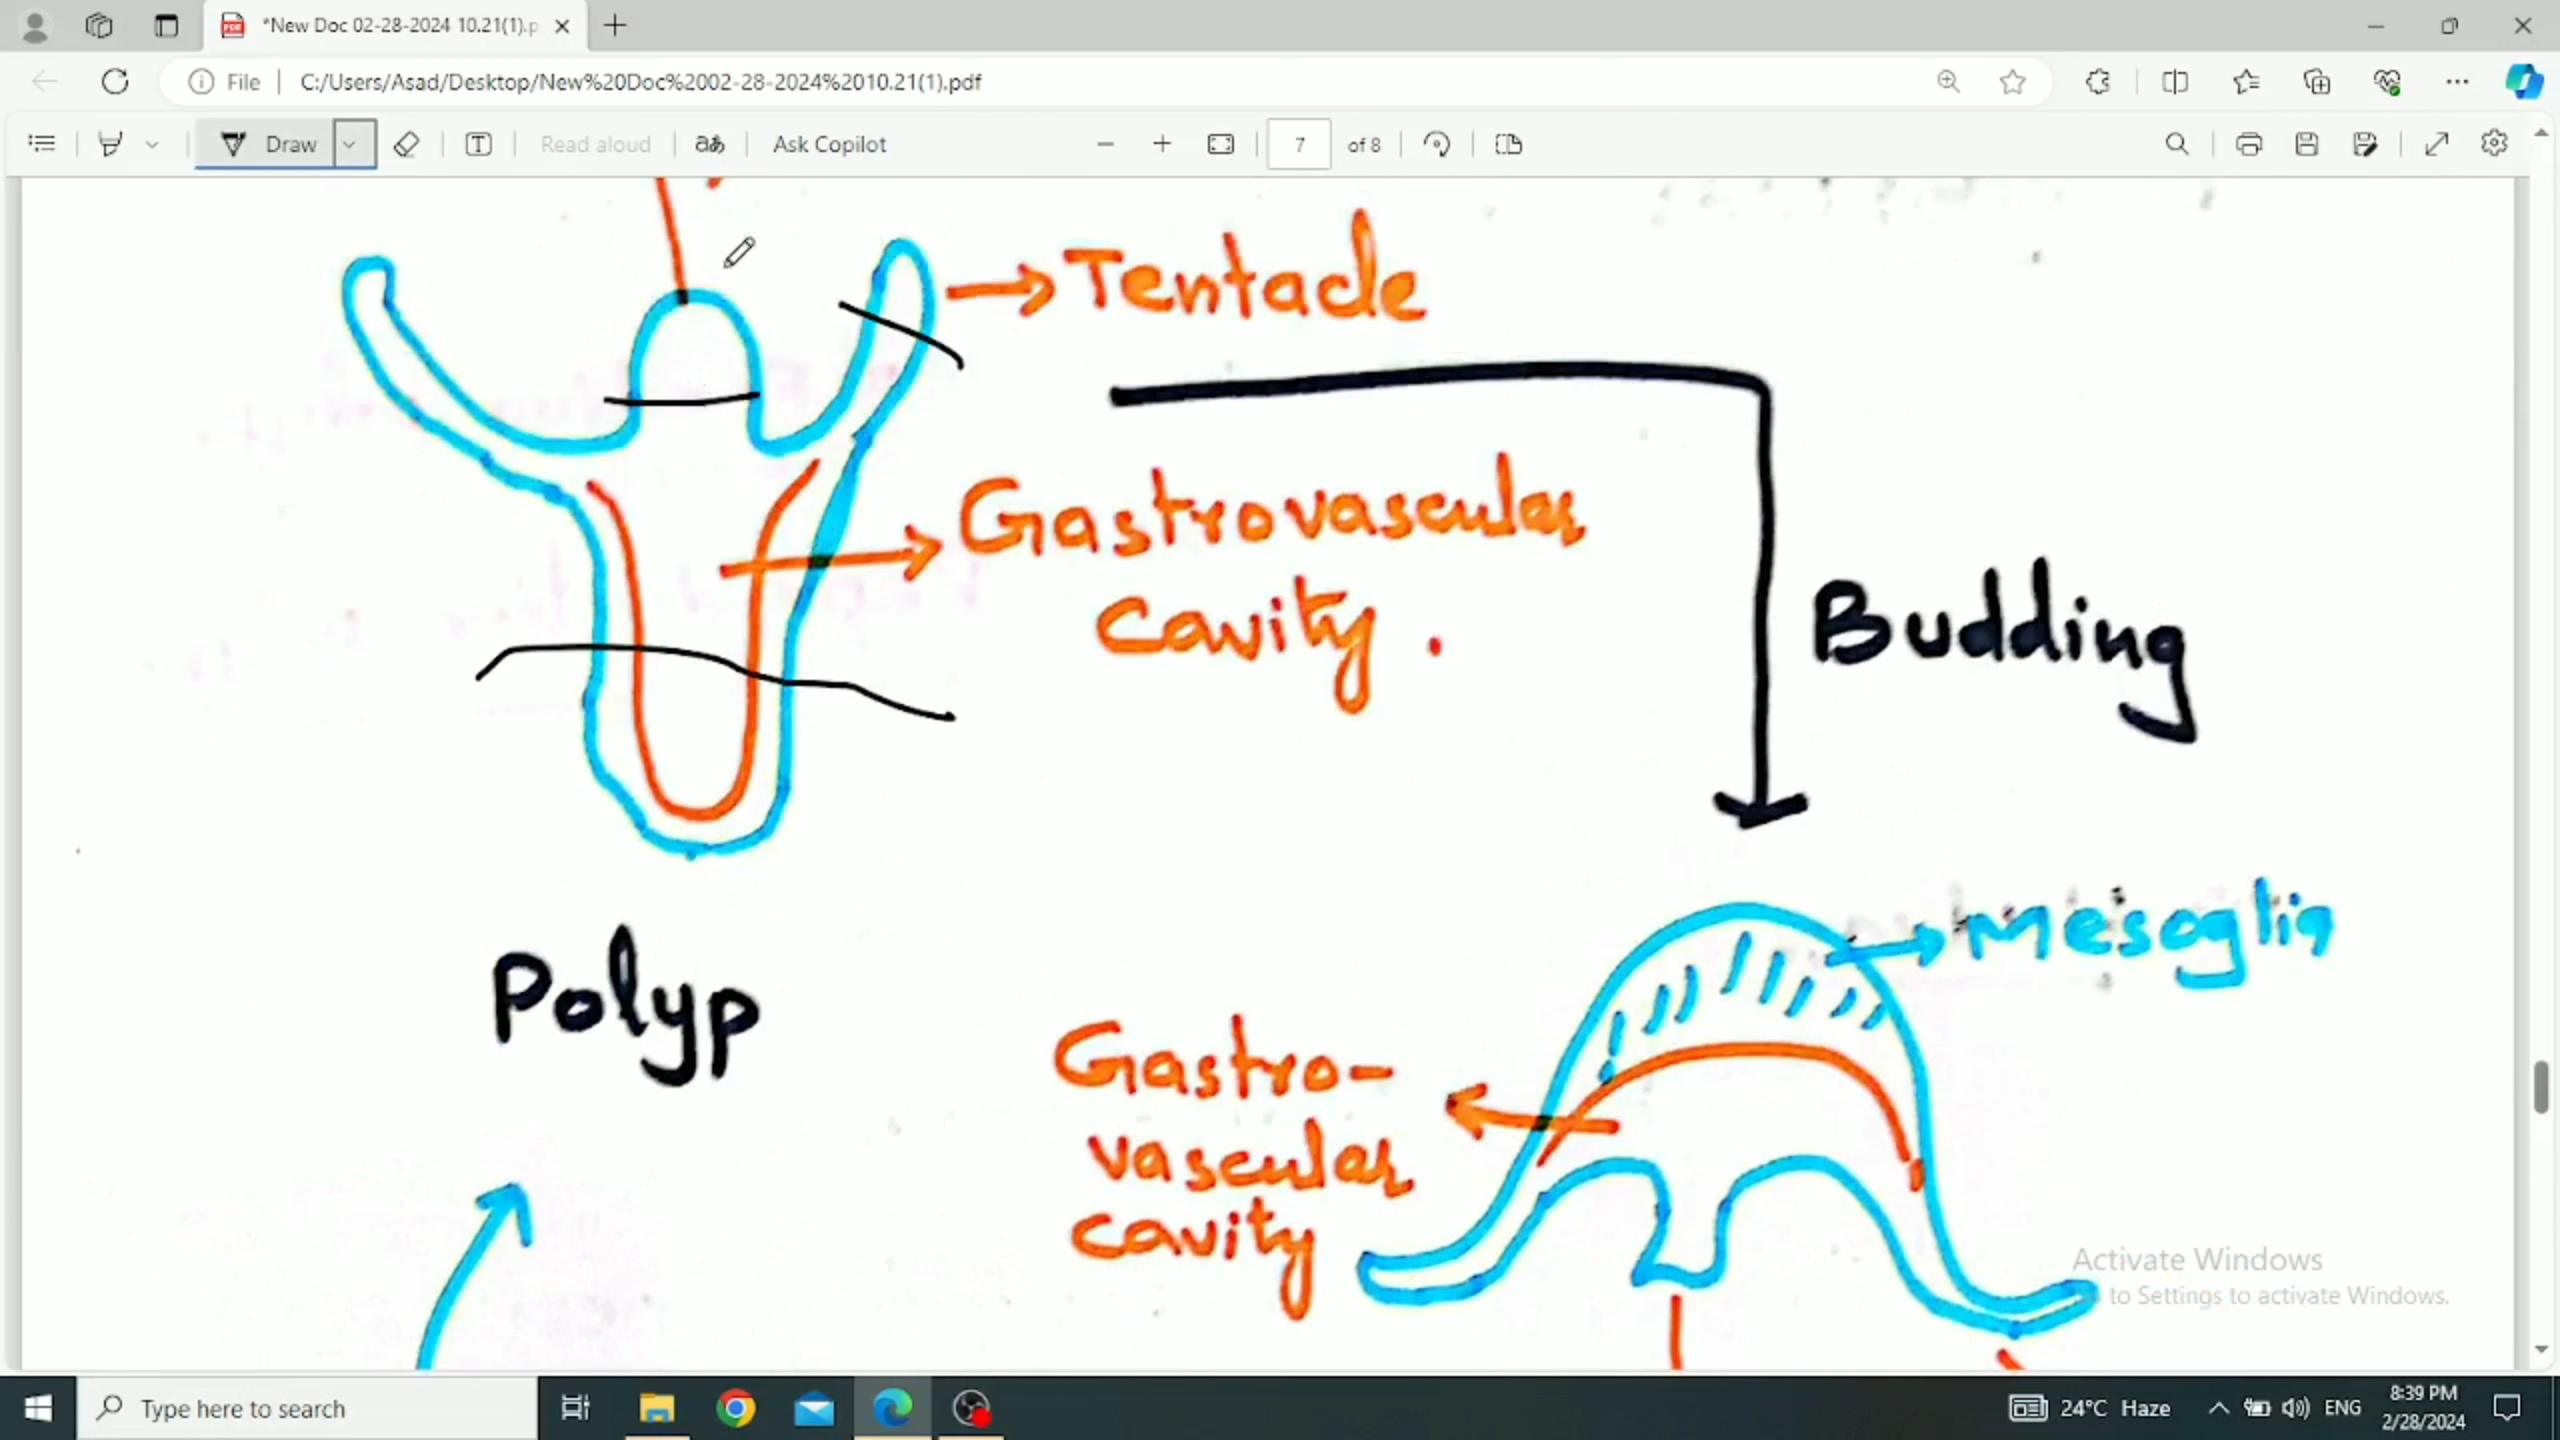 *New Doc 02-28-2024 10.21(1).p
File
C:/Users/Asad/Desktop/New%20Doc%2002-28-2024%2010.21(1).pdf
Draw
Read aloud
Ask Copilot
7 of 8
Tentacle
Gastrovascular
cavity.
Budding
Polyp
Mesoglia
Gastro-
vascular
cavity
Activate Windows
to Settings to activate Windows.
Type here to search
24°C Haze
ENG
8:39 PM
2/28/2024